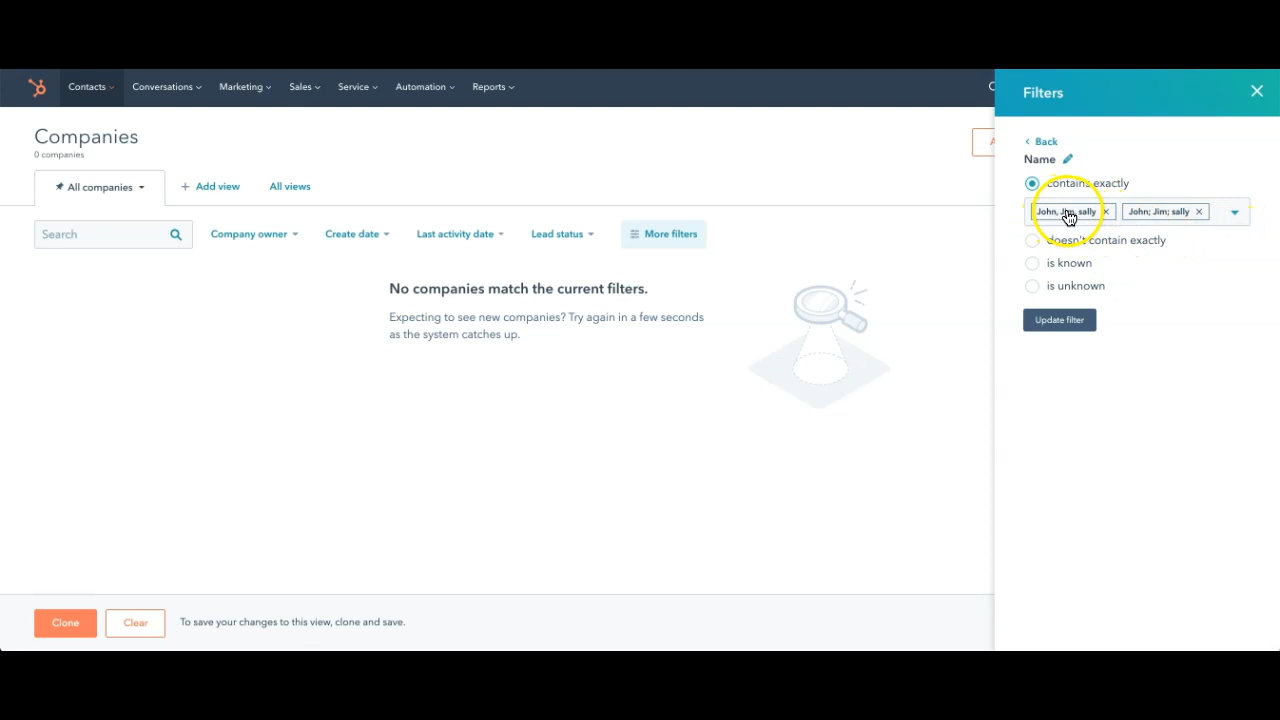 Contacts
Conversations
Marketing
Sales
Service
Automation
Reports
Filters
Companies
0 companies
All companies
+ Add view
All views
Search
Company owner
Create date
Last activity date
Lead status
More filters
No companies match the current filters.
Expecting to see new companies? Try again in a few seconds
as the system catches up.
< Back
Name
contains exactly
John, Jim, sally
John; Jim; sally
doesn't contain exactly
is known
is unknown
Update filter
Clone
Clear
To save your changes to this view, clone and save.